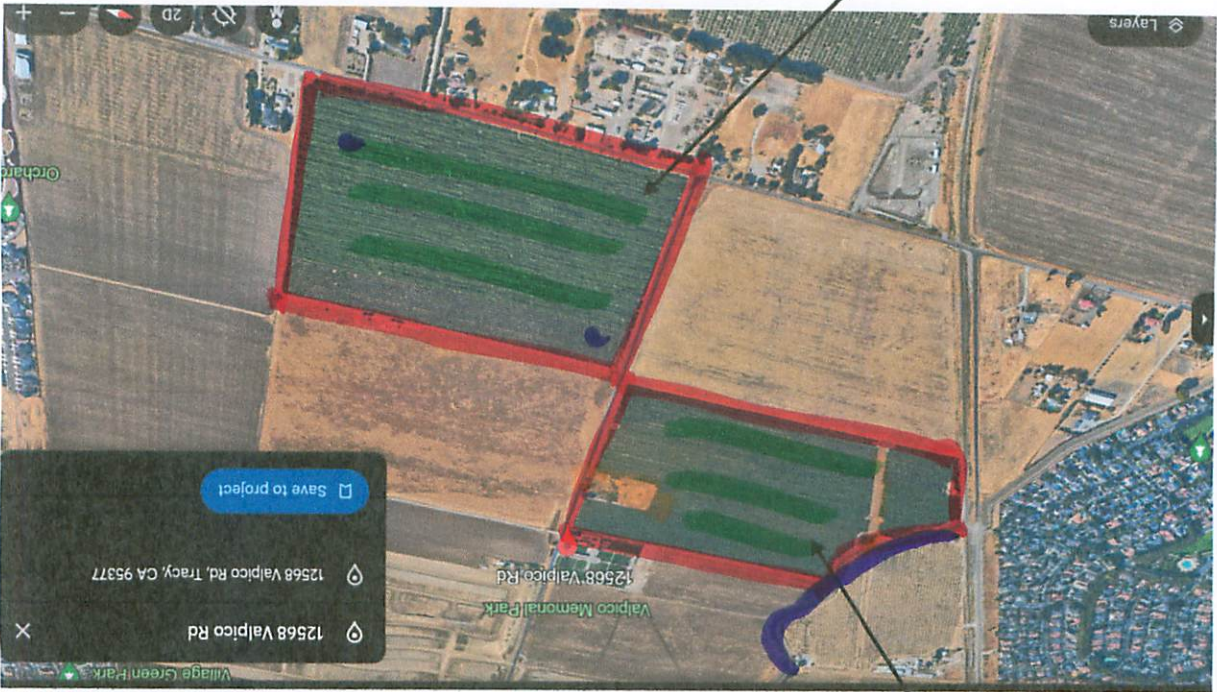 Village Green Park
12568 Valpico Rd
12568 Valpico Rd, Tracy, CA 95377
Save to project
Valpico Memorial Park
12568 Valpico Rd
Orchard
Layers
2D